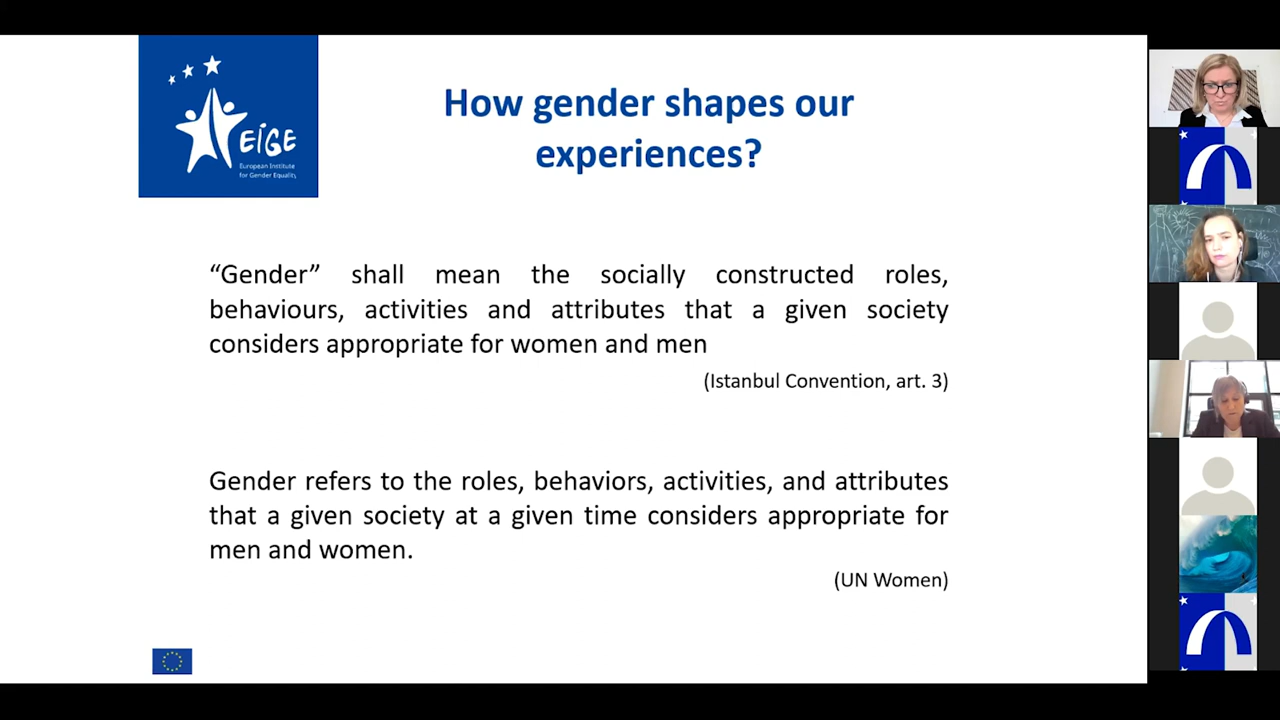 EIGE
European Institute
for Gender Equality
How gender shapes our
experiences?
“Gender” shall mean the socially constructed roles,
behaviours, activities and attributes that a given society
considers appropriate for women and men
(Istanbul Convention, art. 3)
Gender refers to the roles, behaviors, activities, and attributes
that a given society at a given time considers appropriate for
men and women.
(UN Women)